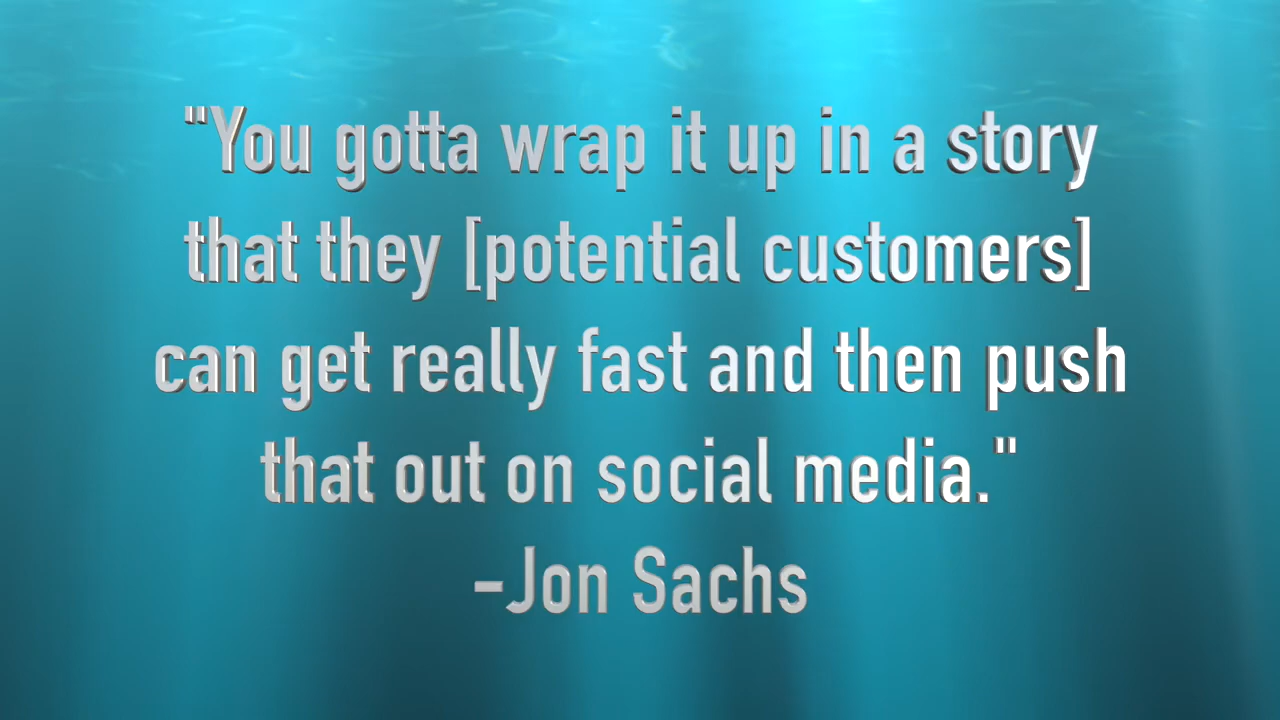 "You gotta wrap it up in a story
that they [potential customers]
can get really fast and then push
that out on social media."
-Jon Sachs